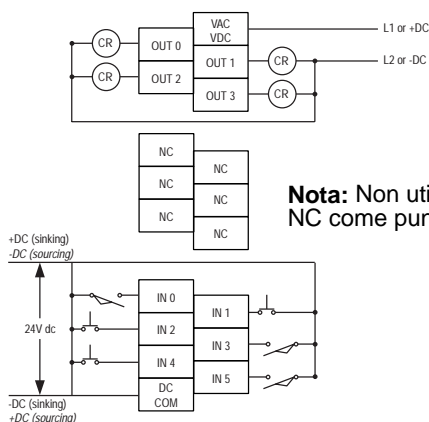 VAC
VDC
L1 or +DC
CR
OUT 0
OUT 1
CR
L2 or -DC
CR
OUT 2
OUT 3
CR
NC
NC
NC
NC
NC
NC
Nota: Non uti
NC come pun
+DC (sinking)
-DC (sourcing)
24V dc
IN 0
IN 1
IN 2
IN 3
IN 4
IN 5
DC
COM
-DC (sinking)
+DC (sourcing)